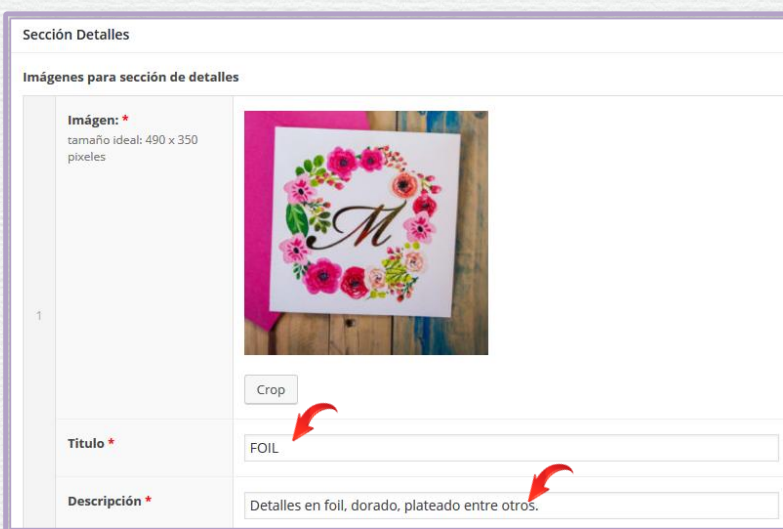 Sección Detalles
Imágenes para sección de detalles
Imágen: *
tamaño ideal: 490 x 350
pixeles
M
1
Crop
Titulo *
FOIL
Descripción *
Detalles en foil, dorado, plateado entre otros.